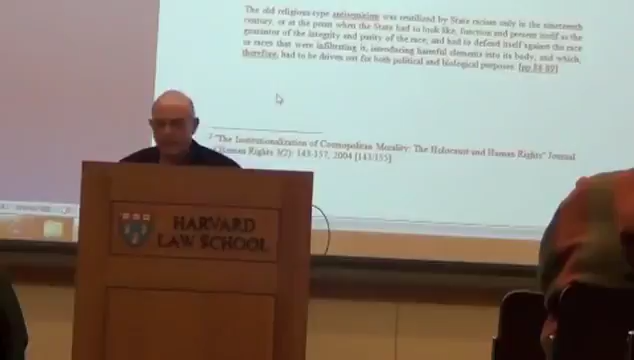 The old religious-type antisemitism was reutilized by State racism only in the nineteenth
century, or at the point when the State had to look like, function and present itself as the
guarantor of the integrity and purity of the race, and had to defend itself against the race
or races that were infiltrating it, introducing harmful elements into its body, and which,
therefore, had to be driven out for both political and biological purposes. [pp 88-89]
"The Institutionalization of Cosmopolitan Morality: The Holocaust and Human Rights" Journal
of Human Rights 3(2): 143-157, 2004 [143:155]
HARVARD
LAW SCHOOL